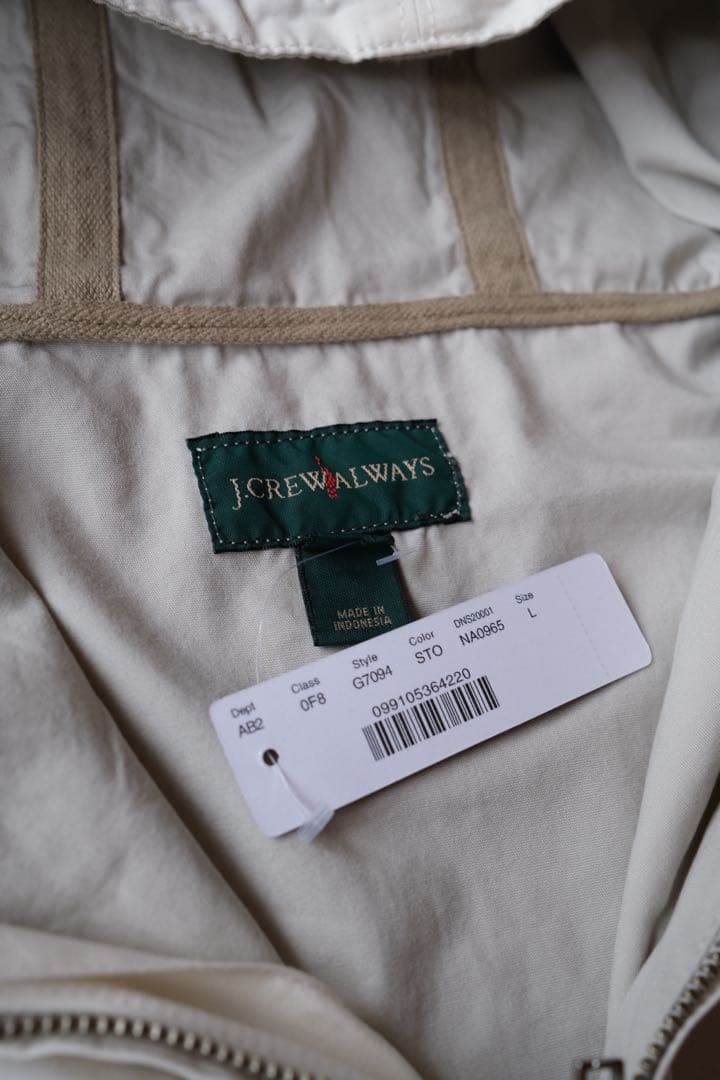 J.CREW ALWAYS
MADE IN
INDONESIA
Dept Class Style Color DNS20001 Size
AB2 0F8 G7094 STO NA0965 L
099105364220